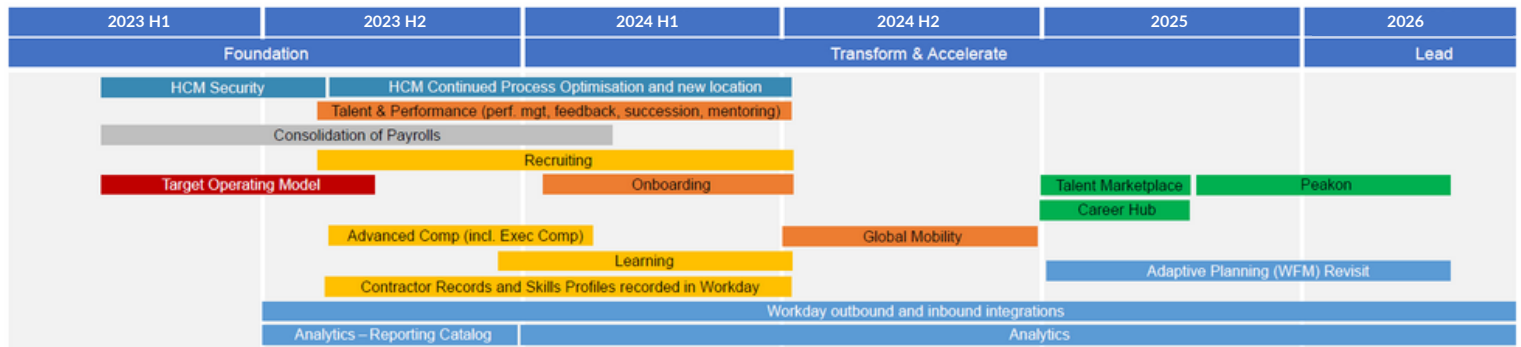 2023 H1
2023 H2
2024 H1
2024 H2
2025
2026
Foundation
Transform & Accelerate
Lead
HCM Security
HCM Continued Process Optimisation and new location
Talent & Performance (perf. mgt, feedback, succession, mentoring)
Consolidation of Payrolls
Recruiting
Target Operating Model
Onboarding
Talent Marketplace
Peakon
Career Hub
Advanced Comp (incl. Exec Comp)
Global Mobility
Learning
Adaptive Planning (WFM) Revisit
Contractor Records and Skills Profiles recorded in Workday
Workday outbound and inbound integrations
Analytics – Reporting Catalog
Analytics